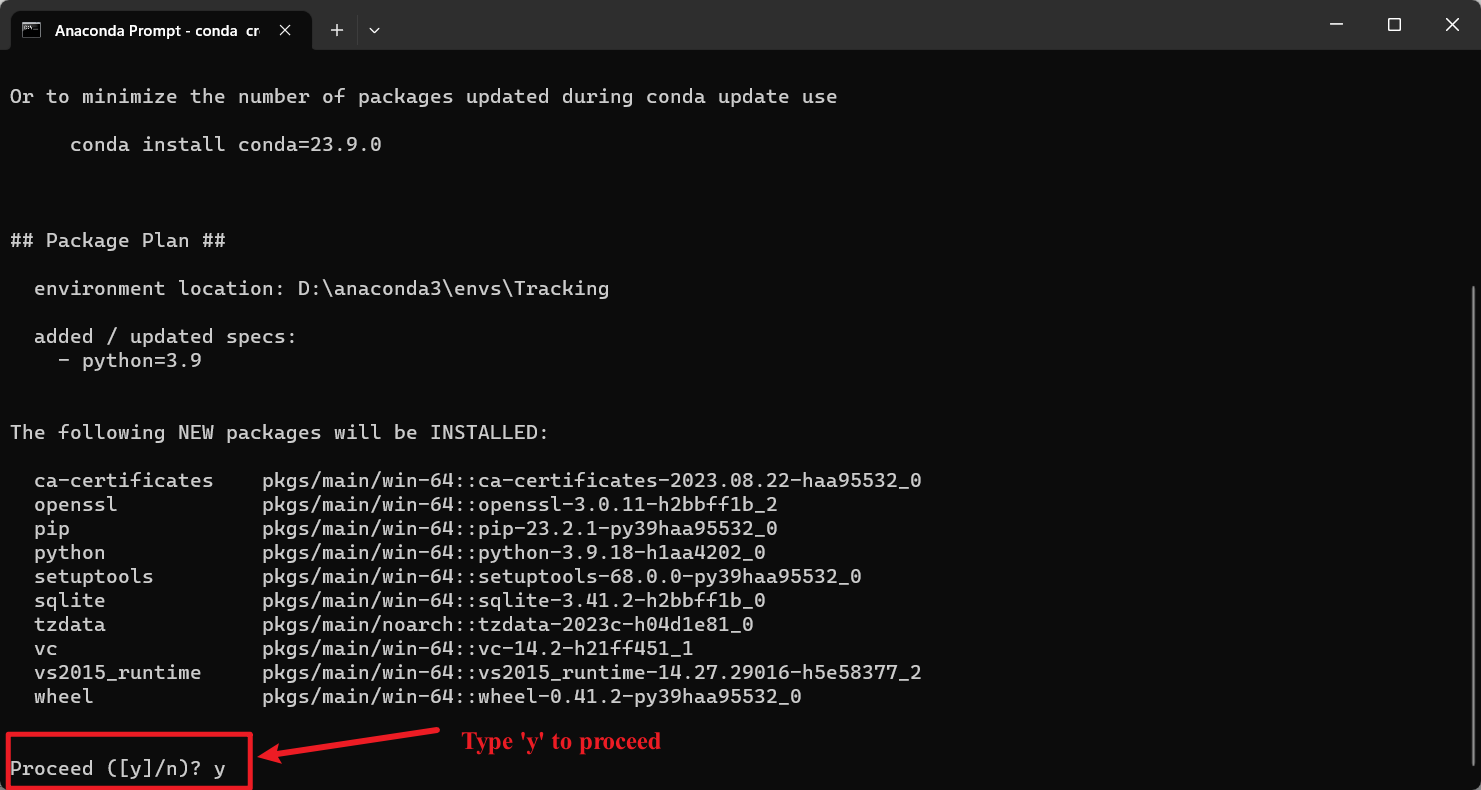 Anaconda Prompt - conda cr
Or to minimize the number of packages updated during conda update use
conda install conda=23.9.0
## Package Plan ##
environment location: D:\anaconda3\envs\Tracking
added / updated specs:
- python=3.9
The following NEW packages will be INSTALLED:
ca-certificates pkgs/main/win-64::ca-certificates-2023.08.22-haa95532_0
openssl pkgs/main/win-64::openssl-3.0.11-h2bbff1b_2
pip pkgs/main/win-64::pip-23.2.1-py39haa95532_0
python pkgs/main/win-64::python-3.9.18-h1aa4202_0
setuptools pkgs/main/win-64::setuptools-68.0.0-py39haa95532_0
sqlite pkgs/main/win-64::sqlite-3.41.2-h2bbff1b_0
tzdata pkgs/main/noarch::tzdata-2023c-h04d1e81_0
vc pkgs/main/win-64::vc-14.2-h21ff451_1
vs2015_runtime pkgs/main/win-64::vs2015_runtime-14.27.29016-h5e58377_2
wheel pkgs/main/win-64::wheel-0.41.2-py39haa95532_0
Type 'y' to proceed
Proceed ([y]/n)? y